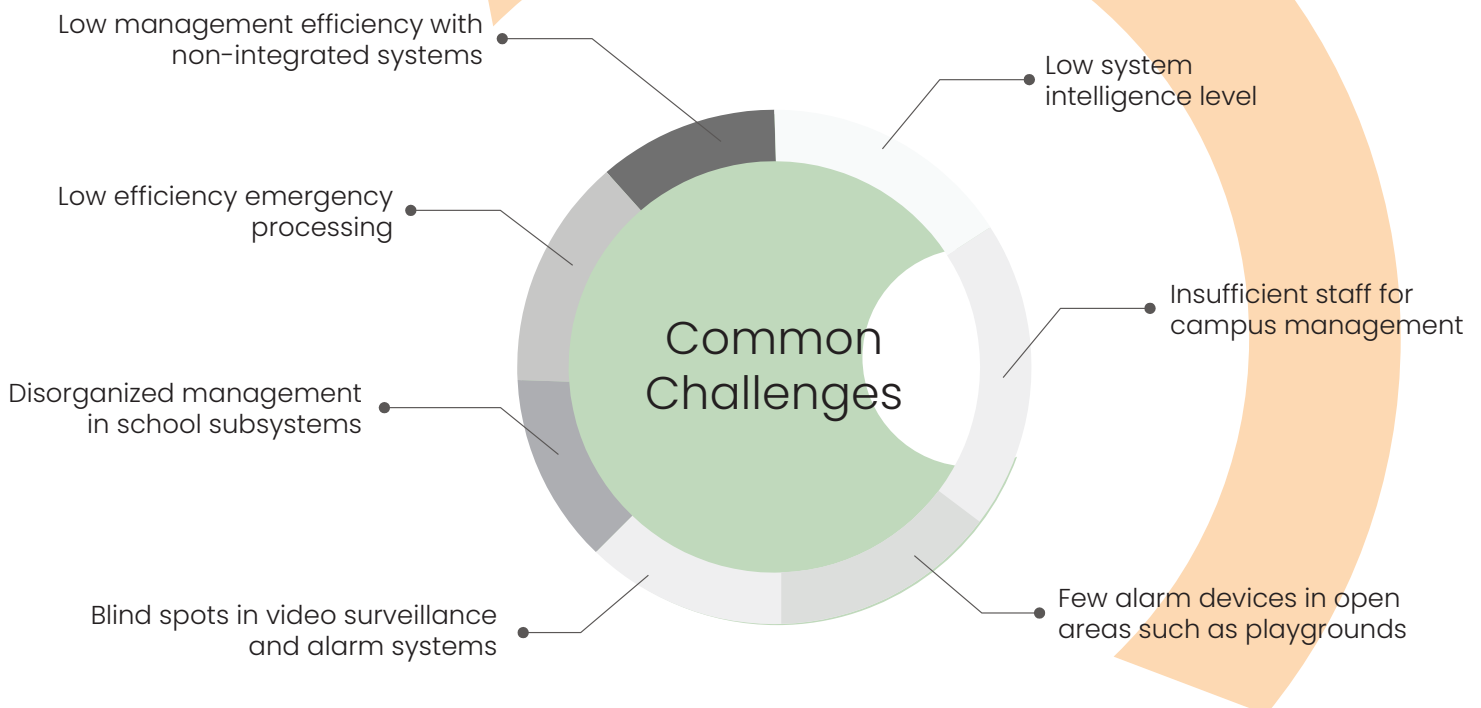 Low management efficiency with
non-integrated systems
Low system
intelligence level
Low efficiency emergency
processing
Insufficient staff for
campus management
Common
Challenges
Disorganized management
in school subsystems
Few alarm devices in open
areas such as playgrounds
Blind spots in video surveillance
and alarm systems